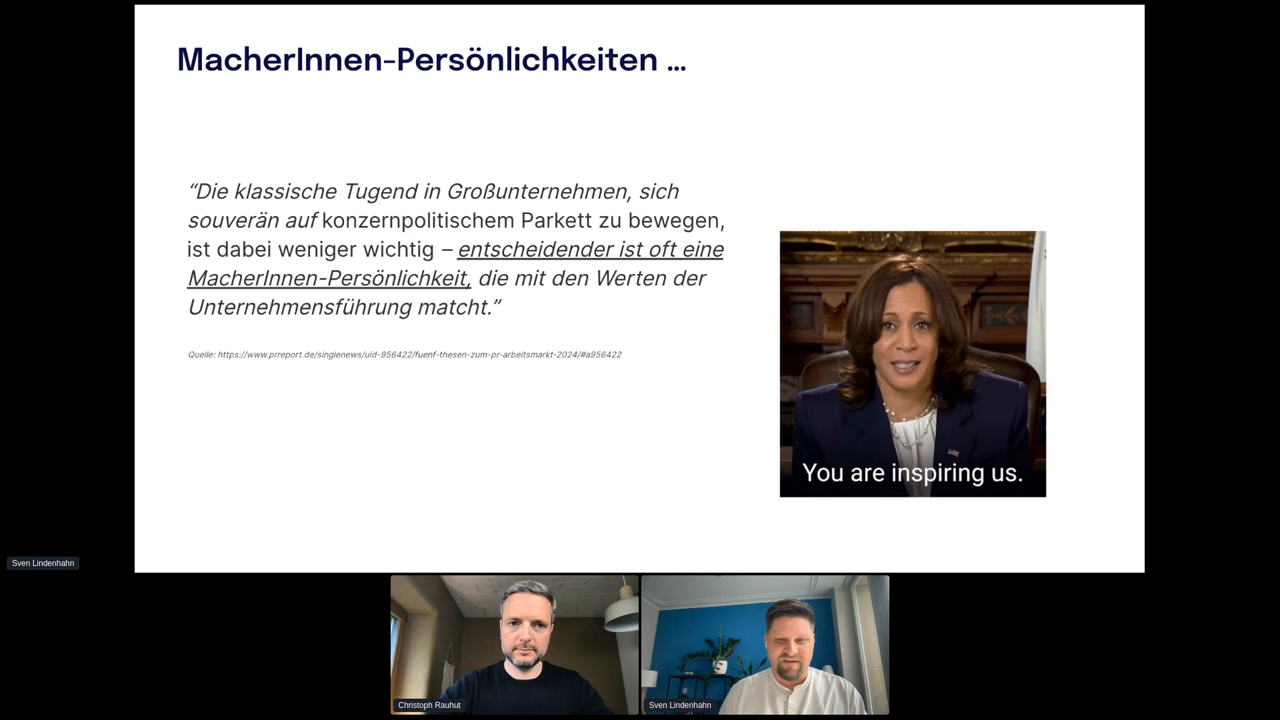 MacherInnen-Persönlichkeiten ...
“Die klassische Tugend in Großunternehmen, sich
souverän auf konzernpolitischem Parkett zu bewegen,
ist dabei weniger wichtig – entscheidender ist oft eine
MacherInnen-Persönlichkeit, die mit den Werten der
Unternehmensführung matcht.”
Quelle: https://www.prreport.de/singlenews/uid-956422/fuenf-thesen-zum-pr-arbeitsmarkt-2024/#a956422
You are inspiring us.
Sven Lindenhahn
Christoph Rauhut
Sven Lindenhahn